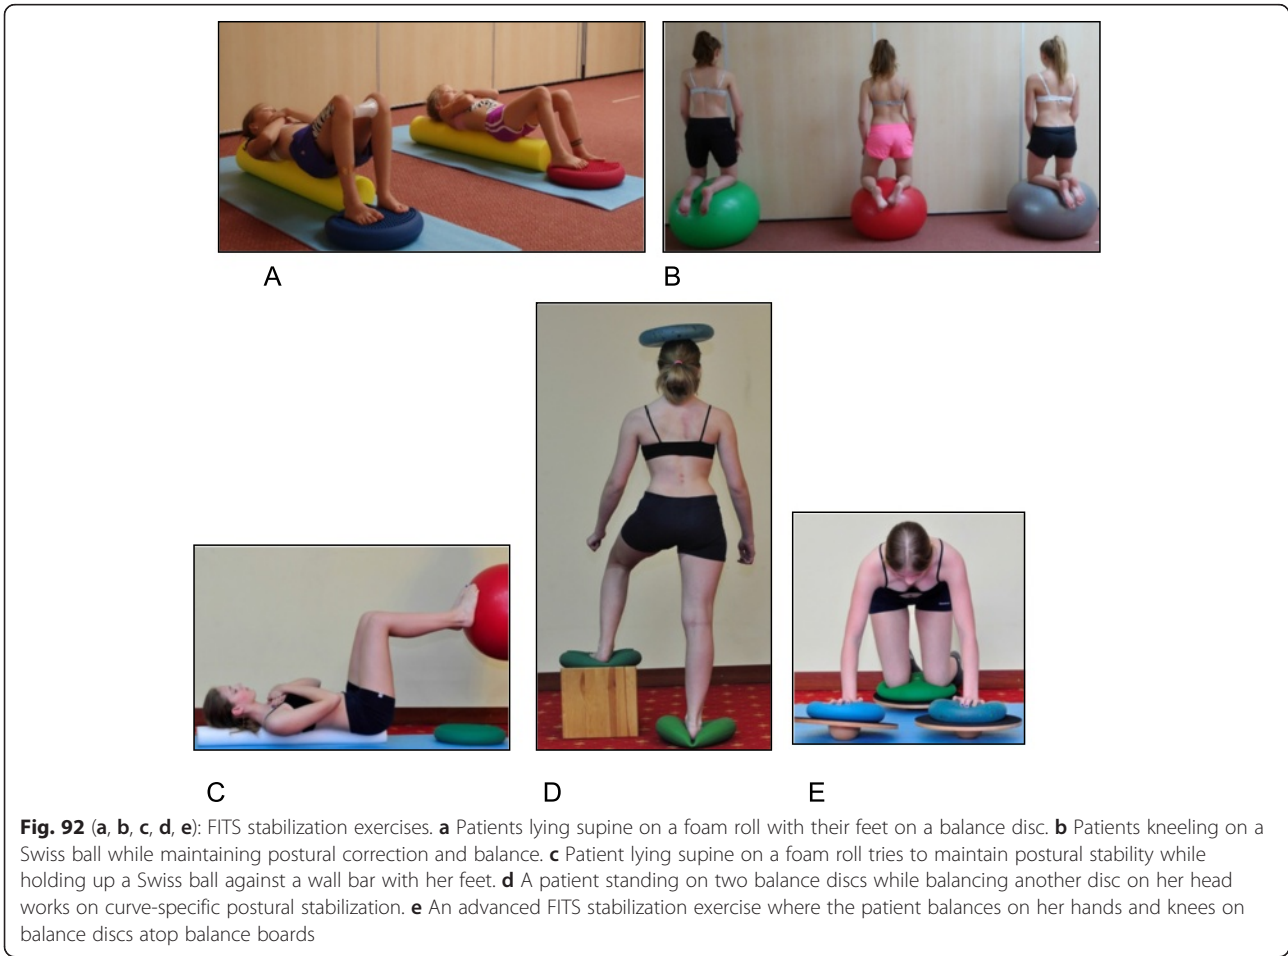 A
B
C
D
E
Fig. 92 (a, b, c, d, e): FITS stabilization exercises. a Patients lying supine on a foam roll with their feet on a balance disc. b Patients kneeling on a
Swiss ball while maintaining postural correction and balance. c Patient lying supine on a foam roll tries to maintain postural stability while
holding up a Swiss ball against a wall bar with her feet. d A patient standing on two balance discs while balancing another disc on her head
works on curve-specific postural stabilization. e An advanced FITS stabilization exercise where the patient balances on her hands and knees on
balance discs atop balance boards